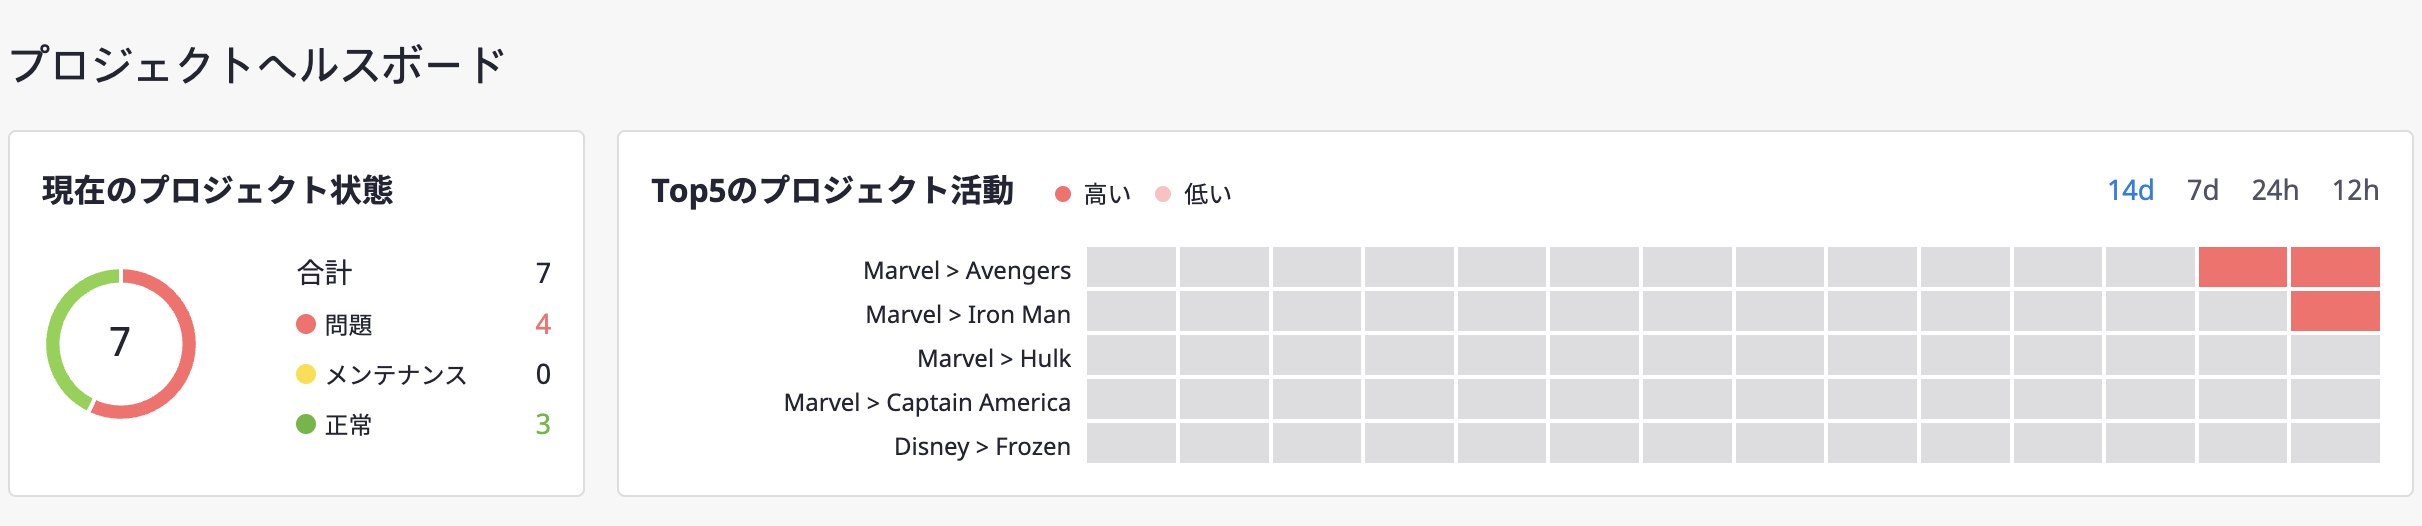 プロジェクトヘルスボード
現在のプロジェクト状態
7
合計 7
問題 4
メンテナンス 0
正常 3
Top5のプロジェクト活動 高い 低い 14d 7d 24h 12h
Marvel > Avengers
Marvel > Iron Man
Marvel > Hulk
Marvel > Captain America
Disney > Frozen